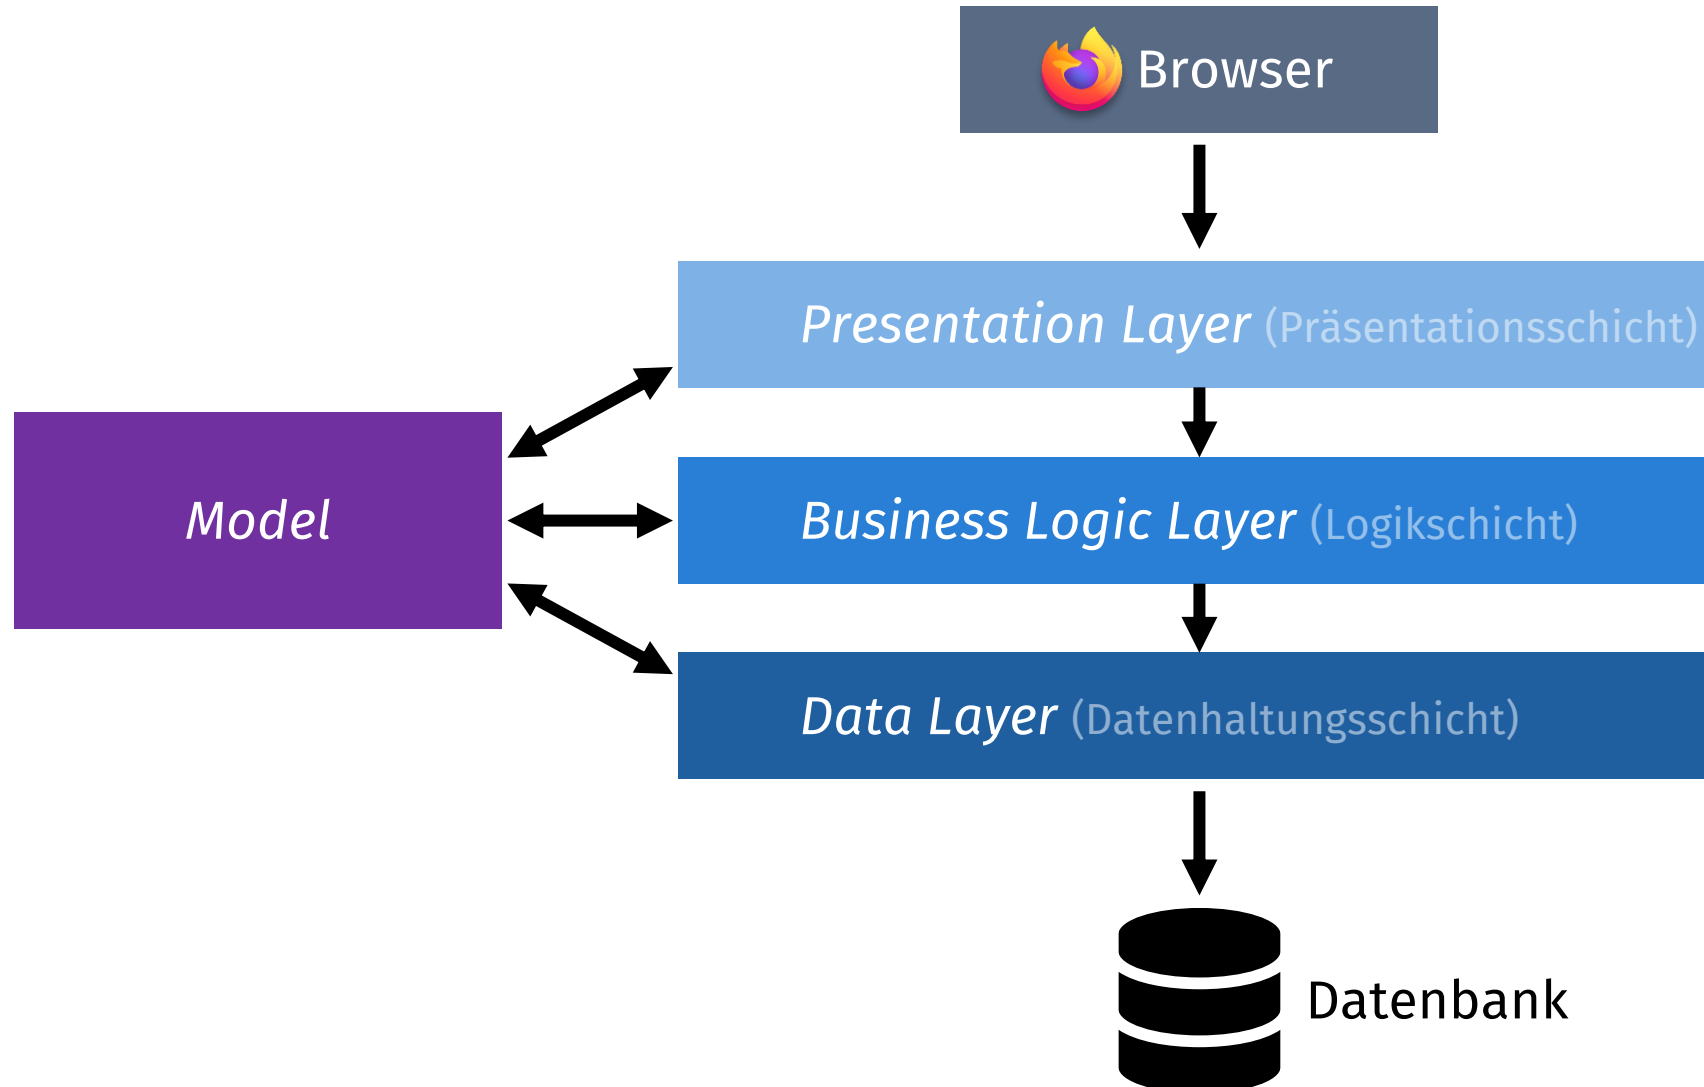 Browser
Presentation Layer (Präsentationsschicht)
Model
Business Logic Layer (Logikschicht)
Data Layer (Datenhaltungsschicht)
Datenbank